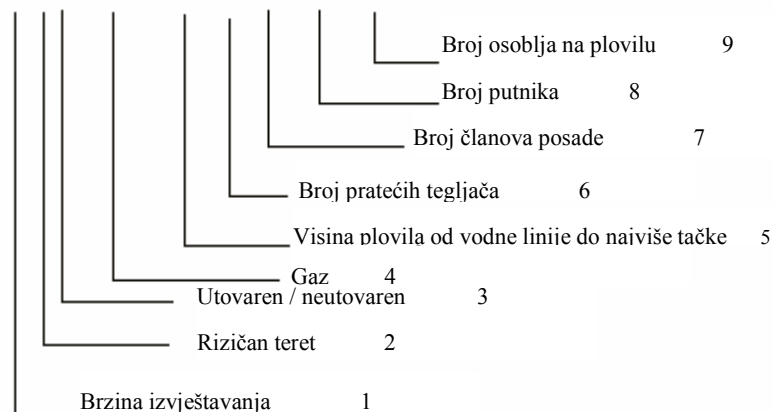 Broj osoblja na plovilu 9
Broj putnika 8
Broj članova posade 7
Broj pratećih tegljača 6
Visina plovila od vodne linije do najviše tačke 5
Gaz 4
Utovaren / neutovaren 3
Rizičan teret 2
Brzina izvještavanja 1